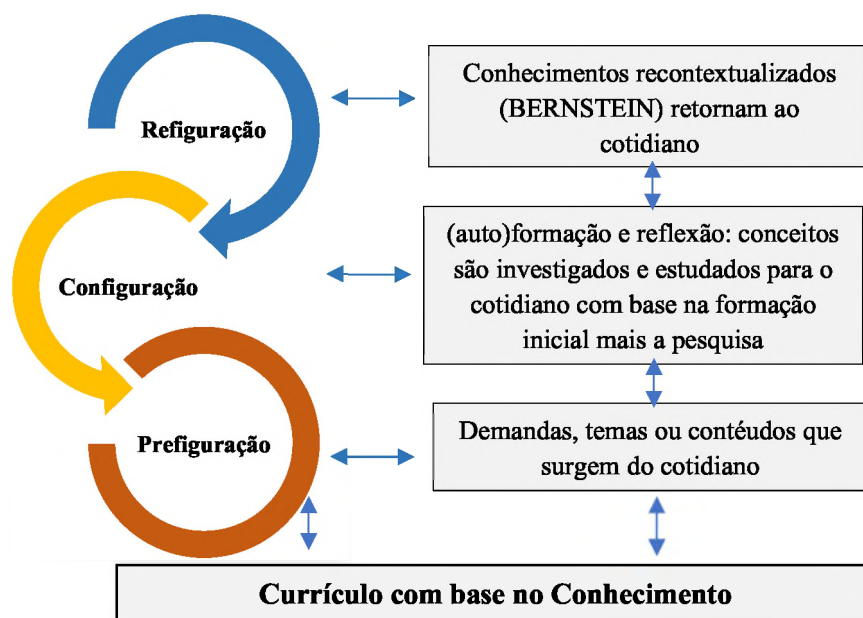 Refiguração
Conhecimentos recontextualizados
(BERNSTEIN) retornam ao
cotidiano
Configuração
(auto)formação e reflexão: conceitos
são investigados e estudados para o
cotidiano com base na formação
inicial mais a pesquisa
Prefiguração
Demandas, temas ou contéudos que
surgem do cotidiano
Currículo com base no Conhecimento